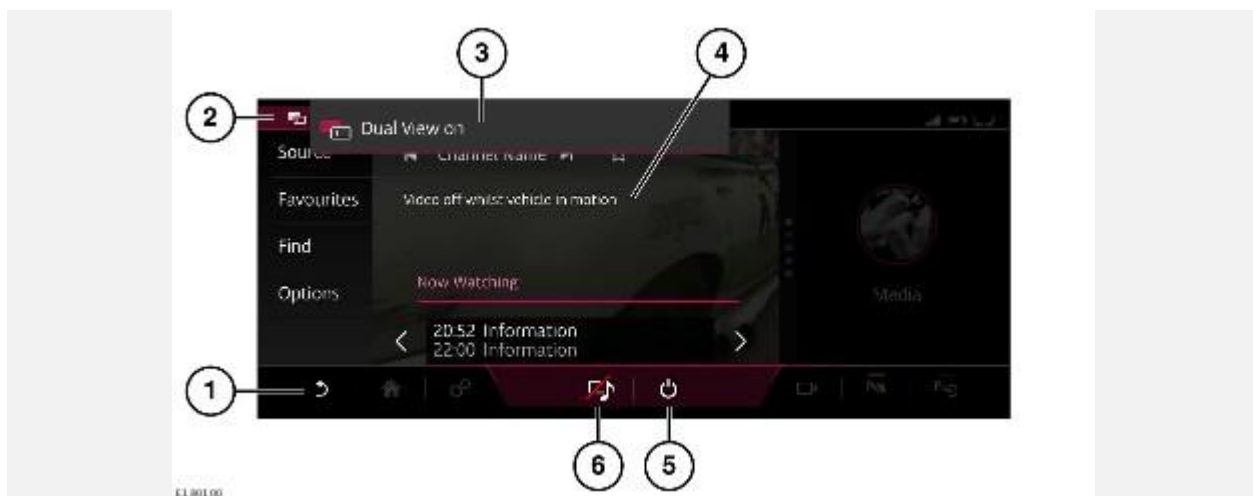 3
4
2
Dual View on
Source
Channel Name
Favourites
Video off whilst vehicle in motion
Find
Options
Now Watching
Media
20:52 Information
22:00 Information
1
6
5